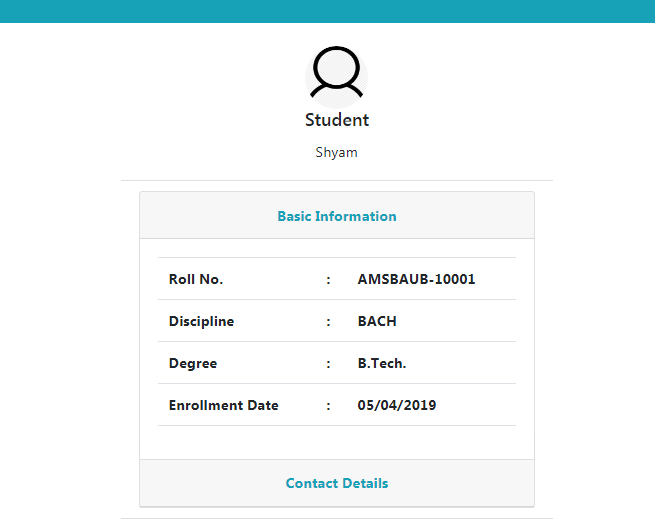 Student
Shyam
Basic Information
Roll No. : AMSBAUB-10001
Discipline : BACH
Degree : B.Tech.
Enrollment Date : 05/04/2019
Contact Details